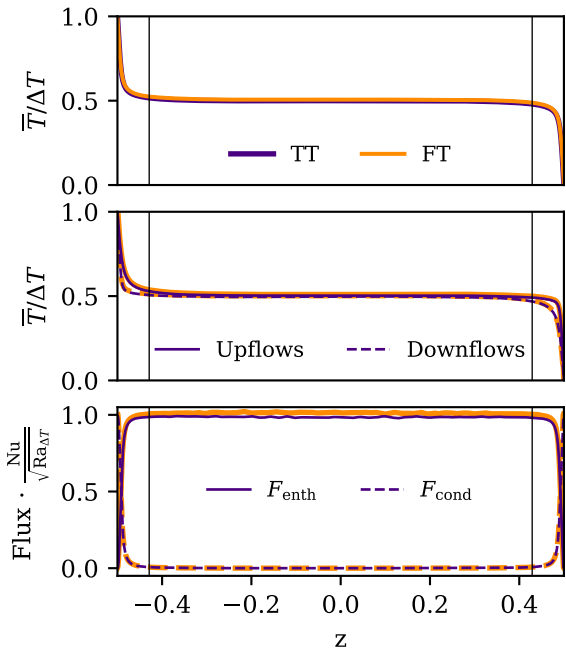 1.0
0.5
0.0
T̅/ΔT
TT
FT
1.0
0.5
0.0
T̅/ΔT
Upflows
Downflows
1.0
0.5
0.0
Flux · Nu/√Ra_ΔT
F_enth
F_cond
−0.4
−0.2
0.0
0.2
0.4
z